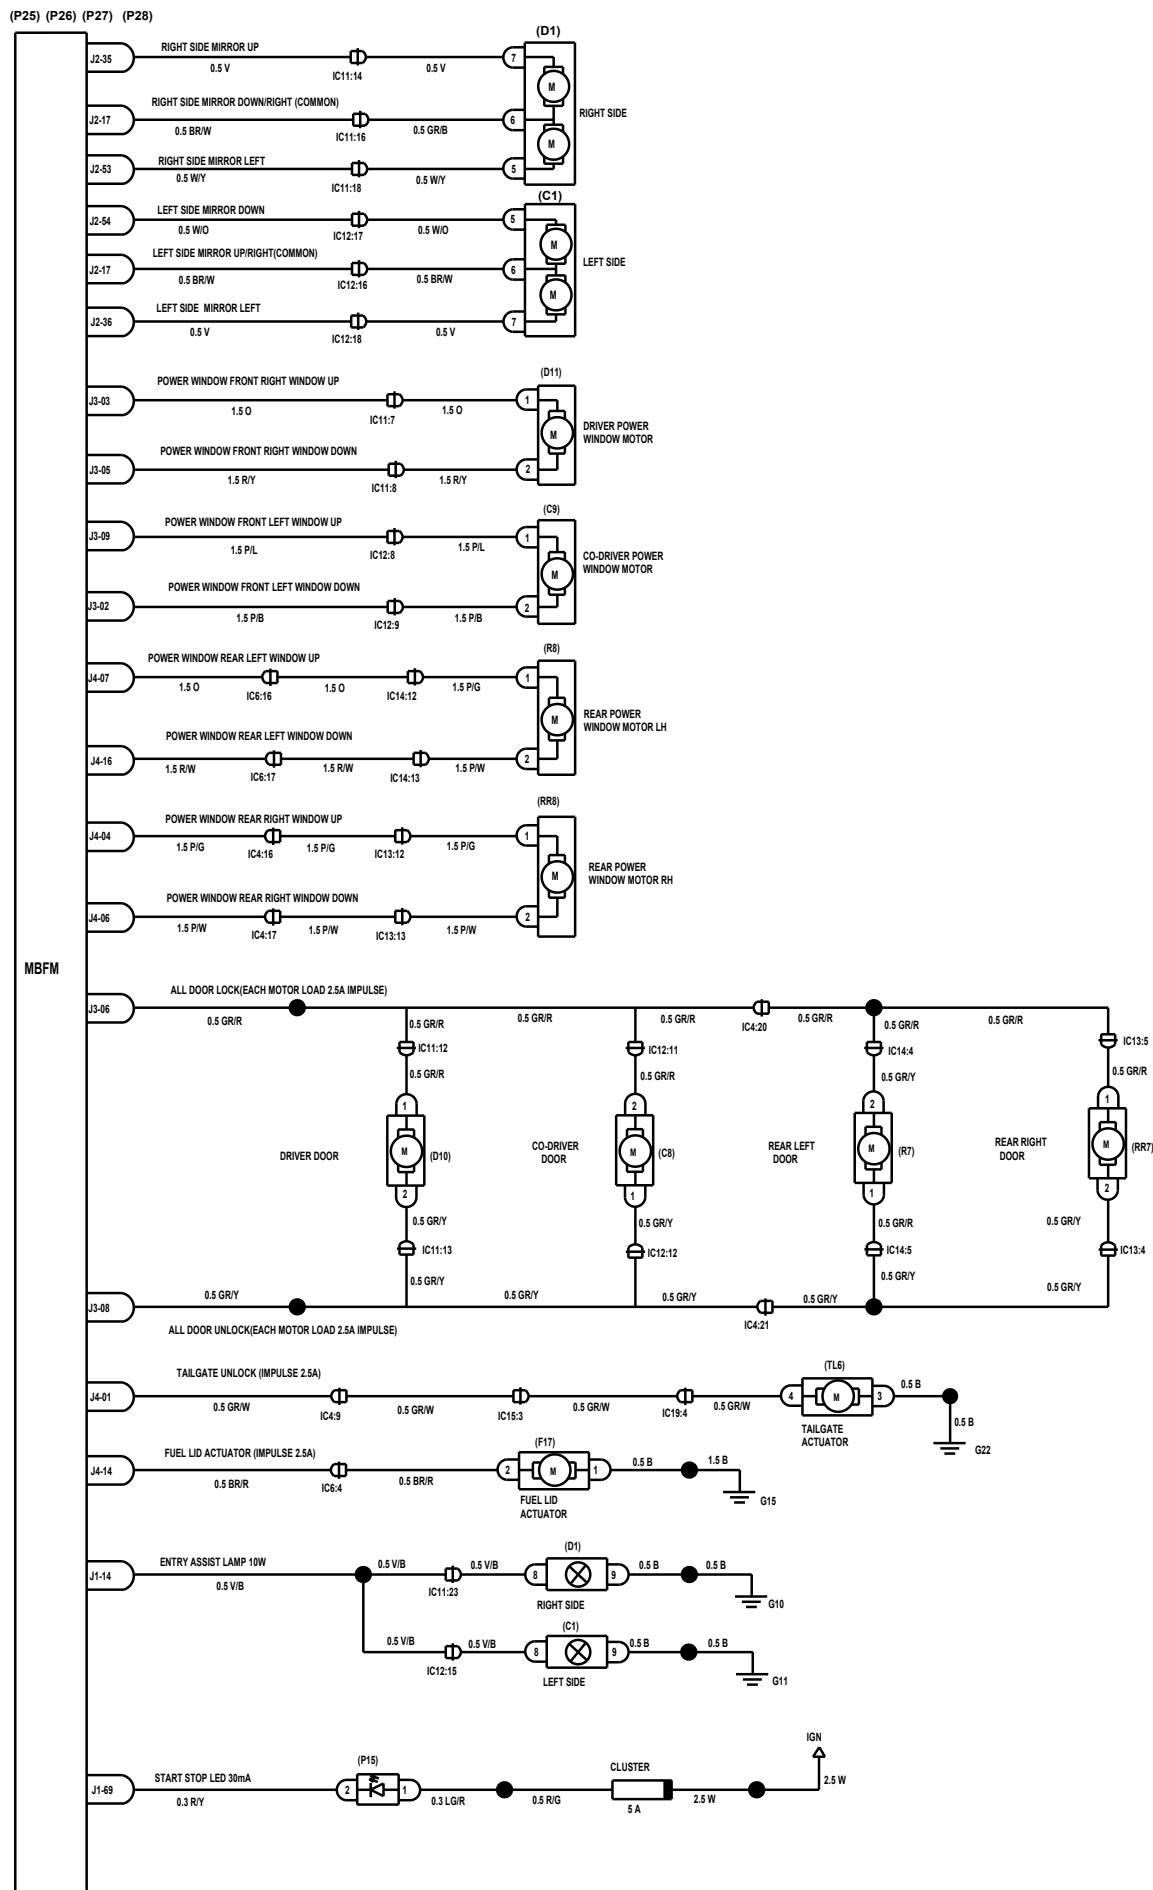 (P25) (P26) (P27) (P28)
MBFM
(D1)
J2-35
RIGHT SIDE MIRROR UP
0.5 V
IC11:14
0.5 V
7
M
J2-17
RIGHT SIDE MIRROR DOWN/RIGHT (COMMON)
0.5 BR/W
IC11:16
0.5 GR/B
6
RIGHT SIDE
M
J2-53
RIGHT SIDE MIRROR LEFT
0.5 W/Y
IC11:18
0.5 W/Y
5
(C1)
J2-54
LEFT SIDE MIRROR DOWN
0.5 W/O
IC12:17
0.5 W/O
5
M
J2-17
LEFT SIDE MIRROR UP/RIGHT(COMMON)
0.5 BR/W
IC12:16
0.5 BR/W
6
LEFT SIDE
M
J2-36
LEFT SIDE MIRROR LEFT
0.5 V
IC12:18
0.5 V
7
(D11)
J3-03
POWER WINDOW FRONT RIGHT WINDOW UP
1.5 O
IC11:7
1.5 O
1
M
DRIVER POWER
WINDOW MOTOR
J3-05
POWER WINDOW FRONT RIGHT WINDOW DOWN
1.5 R/Y
IC11:8
1.5 R/Y
2
(C9)
J3-09
POWER WINDOW FRONT LEFT WINDOW UP
1.5 P/L
IC12:8
1.5 P/L
1
M
CO-DRIVER POWER
WINDOW MOTOR
J3-02
POWER WINDOW FRONT LEFT WINDOW DOWN
1.5 P/B
IC12:9
1.5 P/B
2
(R8)
J4-07
POWER WINDOW REAR LEFT WINDOW UP
1.5 O
IC6:16
1.5 O
IC14:12
1.5 P/G
1
M
REAR POWER
WINDOW MOTOR LH
J4-16
POWER WINDOW REAR LEFT WINDOW DOWN
1.5 R/W
IC6:17
1.5 R/W
IC14:13
1.5 P/W
2
(RR8)
J4-04
POWER WINDOW REAR RIGHT WINDOW UP
1.5 P/G
IC4:16
1.5 P/G
IC13:12
1.5 P/G
1
M
REAR POWER
WINDOW MOTOR RH
J4-06
POWER WINDOW REAR RIGHT WINDOW DOWN
1.5 P/W
IC4:17
1.5 P/W
IC13:13
1.5 P/W
2
J3-06
ALL DOOR LOCK(EACH MOTOR LOAD 2.5A IMPULSE)
0.5 GR/R
0.5 GR/R
0.5 GR/R
IC4:20
0.5 GR/R
0.5 GR/R
0.5 GR/R
IC11:12
0.5 GR/R
1
DRIVER DOOR
M
(D10)
2
0.5 GR/Y
IC11:13
0.5 GR/Y
0.5 GR/R
IC12:11
0.5 GR/R
2
CO-DRIVER
DOOR
M
(C8)
1
0.5 GR/Y
IC12:12
0.5 GR/R
IC14:4
0.5 GR/Y
2
REAR LEFT
DOOR
M
(R7)
1
0.5 GR/R
IC14:5
0.5 GR/Y
IC13:5
0.5 GR/R
1
REAR RIGHT
DOOR
M
(RR7)
2
0.5 GR/Y
IC13:4
0.5 GR/Y
J3-08
0.5 GR/Y
0.5 GR/Y
0.5 GR/Y
IC4:21
0.5 GR/Y
ALL DOOR UNLOCK(EACH MOTOR LOAD 2.5A IMPULSE)
J4-01
TAILGATE UNLOCK (IMPULSE 2.5A)
0.5 GR/W
IC4:9
0.5 GR/W
IC15:3
0.5 GR/W
IC19:4
0.5 GR/W
4
(TL6)
M
3
0.5 B
0.5 B
G22
TAILGATE
ACTUATOR
J4-14
FUEL LID ACTUATOR (IMPULSE 2.5A)
0.5 BR/R
IC6:4
0.5 BR/R
2
(F17)
M
1
0.5 B
1.5 B
G15
FUEL LID
ACTUATOR
J1-14
ENTRY ASSIST LAMP 10W
0.5 V/B
0.5 V/B
IC11:23
0.5 V/B
8
(D1)
9
0.5 B
0.5 B
G10
RIGHT SIDE
0.5 V/B
IC12:15
0.5 V/B
8
(C1)
9
0.5 B
0.5 B
G11
LEFT SIDE
J1-69
START STOP LED 30mA
0.3 R/Y
2
(P15)
1
0.3 LG/R
0.5 R/G
CLUSTER
5 A
2.5 W
IGN
2.5 W